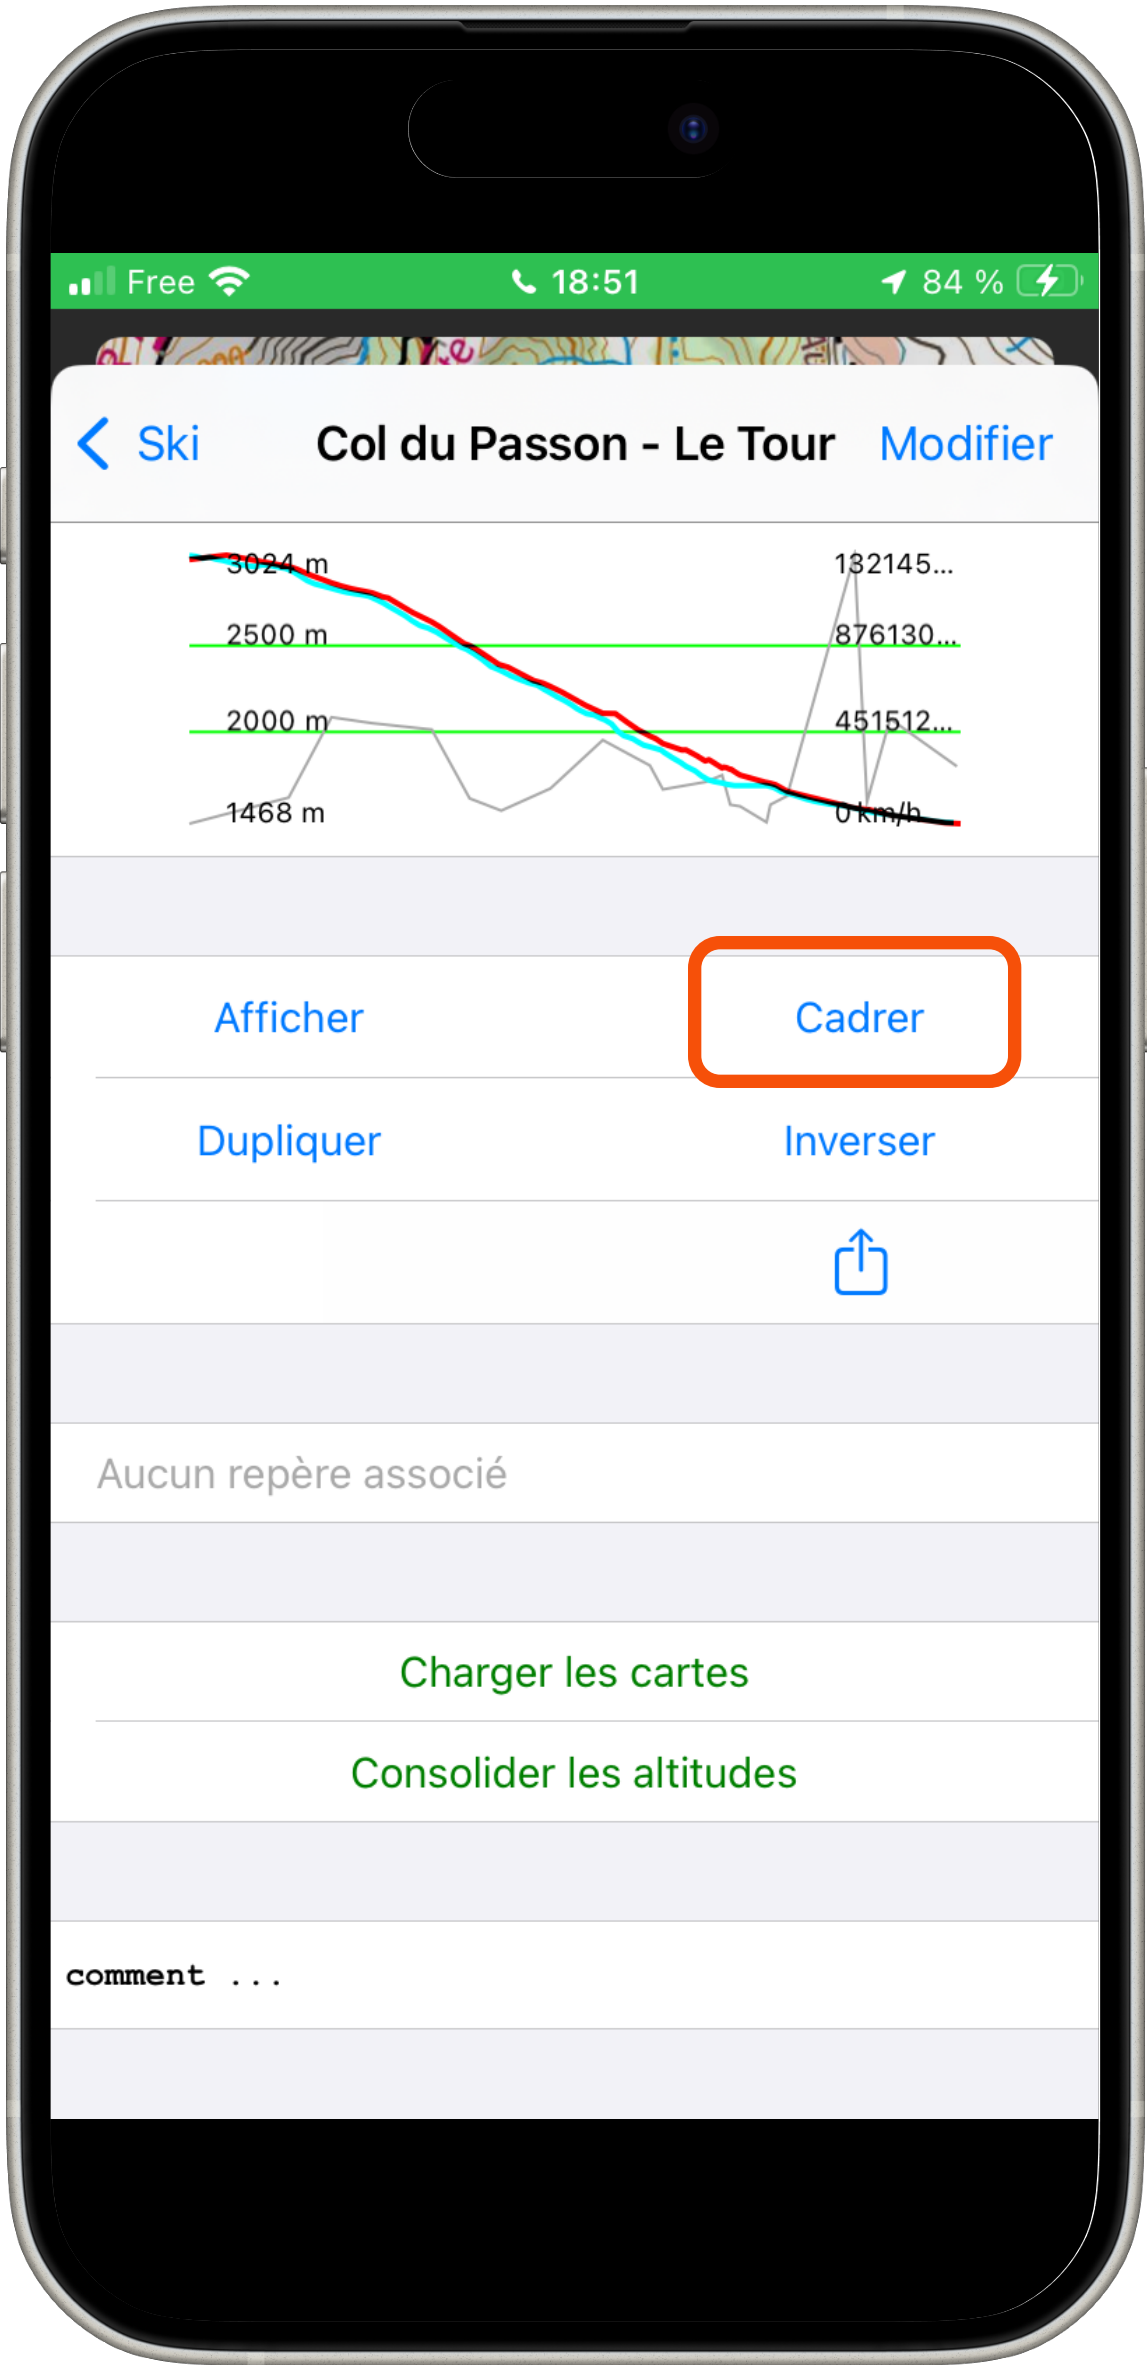 Free 18:51 84 %
Ski Col du Passon - Le Tour Modifier
3024 m 132145...
2500 m 876130...
2000 m 451512...
1468 m 0 km/h
Afficher Cadrer
Dupliquer Inverser
Aucun repère associé
Charger les cartes
Consolider les altitudes
comment ...